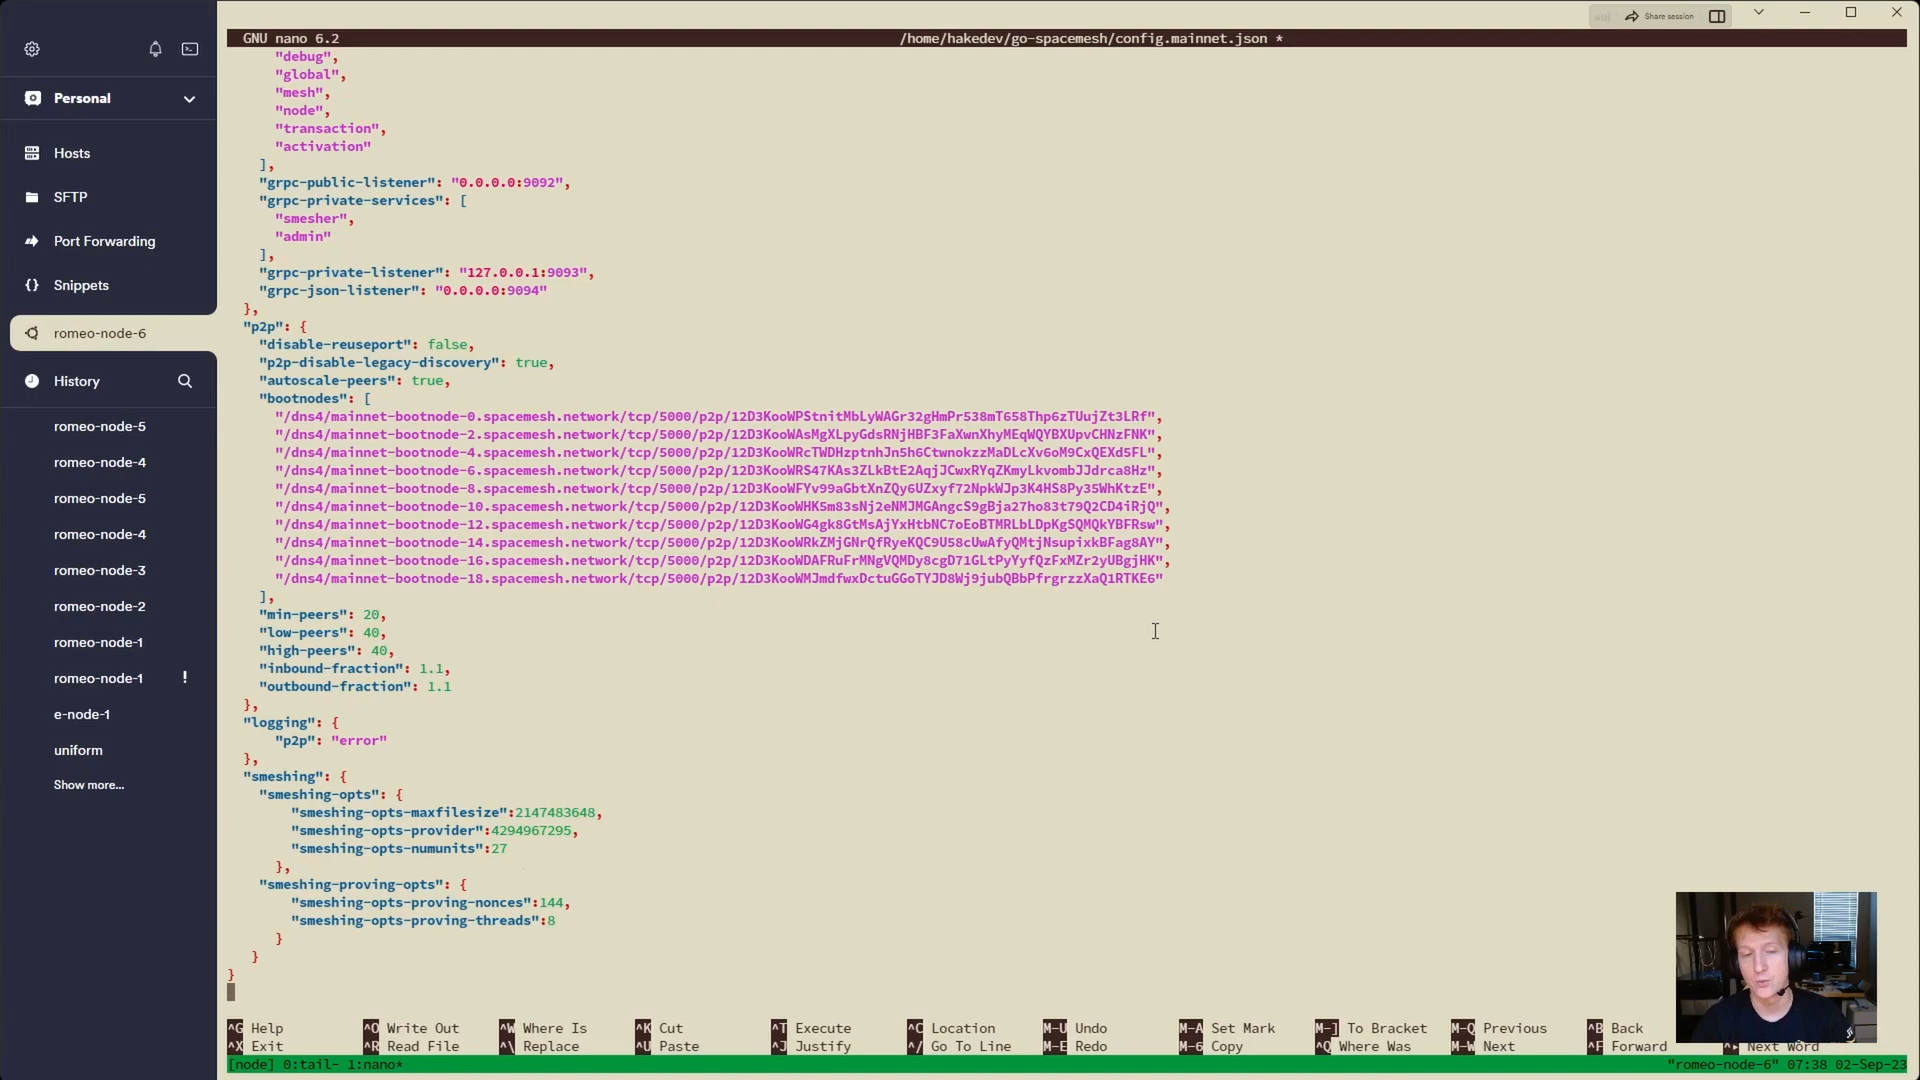 Share session
GNU nano 6.2
/home/hakedev/go-spacemesh/config.mainnet.json *
Personal
Hosts
SFTP
Port Forwarding
Snippets
romeo-node-6
History
romeo-node-5
romeo-node-4
romeo-node-5
romeo-node-4
romeo-node-3
romeo-node-2
romeo-node-1
romeo-node-1 !
e-node-1
uniform
Show more...
"debug",
"global",
"mesh",
"node",
"transaction",
"activation"
],
"grpc-public-listener": "0.0.0.0:9092",
"grpc-private-services": [
"smesher",
"admin"
],
"grpc-private-listener": "127.0.0.1:9093",
"grpc-json-listener": "0.0.0.0:9094"
},
"p2p": {
"disable-reuseport": false,
"p2p-disable-legacy-discovery": true,
"autoscale-peers": true,
"bootnodes": [
"/dns4/mainnet-bootnode-0.spacemesh.network/tcp/5000/p2p/12D3KooWPStnitMbLyWAGr32gHmPr538mT658Thp6zTUujZt3LRf",
"/dns4/mainnet-bootnode-2.spacemesh.network/tcp/5000/p2p/12D3KooWAsMgXLpyGdsRNjHBF3FaXwnXhyMEqWQYBXUpvCHNzFNK",
"/dns4/mainnet-bootnode-4.spacemesh.network/tcp/5000/p2p/12D3KooWRcTWDHzptnhJn5h6CtwnokzzMaDLcXv6oM9CxQEXd5FL",
"/dns4/mainnet-bootnode-6.spacemesh.network/tcp/5000/p2p/12D3KooWRS47KAs3ZLkBtE2AqjJCwxRYqZKmyLkvombJJdrca8Hz",
"/dns4/mainnet-bootnode-8.spacemesh.network/tcp/5000/p2p/12D3KooWFYv99aGbtXnZQy6UZxyf72NpkWJp3K4HS8Py35WhKtzE",
"/dns4/mainnet-bootnode-10.spacemesh.network/tcp/5000/p2p/12D3KooWHK5m83sNj2eNMJMGAngcS9gBja27ho83t79Q2CD4iRjQ",
"/dns4/mainnet-bootnode-12.spacemesh.network/tcp/5000/p2p/12D3KooWG4gk8GtMsAjYxHtbNC7oEoBTMRLbLDpKgSQMQkYBFRsw",
"/dns4/mainnet-bootnode-14.spacemesh.network/tcp/5000/p2p/12D3KooWRkZMjGNrQfRyeKQC9U58cUwAfyQMtjNsupixkBFag8AY",
"/dns4/mainnet-bootnode-16.spacemesh.network/tcp/5000/p2p/12D3KooWDAFRuFrMNgVQMDy8cgD71GLtPyYyfQzFxMZr2yUBgjHK",
"/dns4/mainnet-bootnode-18.spacemesh.network/tcp/5000/p2p/12D3KooWMJmdfwxDctuGGoTYJD8Wj9jubQBbPfrgrzzXaQ1RTKE6"
],
"min-peers": 20,
"low-peers": 40,
"high-peers": 40,
"inbound-fraction": 1.1,
"outbound-fraction": 1.1
},
"logging": {
"p2p": "error"
},
"smeshing": {
"smeshing-opts": {
"smeshing-opts-maxfilesize":2147483648,
"smeshing-opts-provider":4294967295,
"smeshing-opts-numunits":27
},
"smeshing-proving-opts": {
"smeshing-opts-proving-nonces":144,
"smeshing-opts-proving-threads":8
}
}
}
^G Help ^O Write Out ^W Where Is ^K Cut ^T Execute ^C Location M-U Undo M-A Set Mark M-] To Bracket M-Q Previous ^B Back
^X Exit ^R Read File ^\ Replace ^U Paste ^J Justify ^/ Go To Line M-E Redo M-6 Copy ^Q Where Was M-W Next ^F Forward Next Word
[node] 0:tail- 1:nano*
"romeo-node-6" 07:38 02-Sep-23